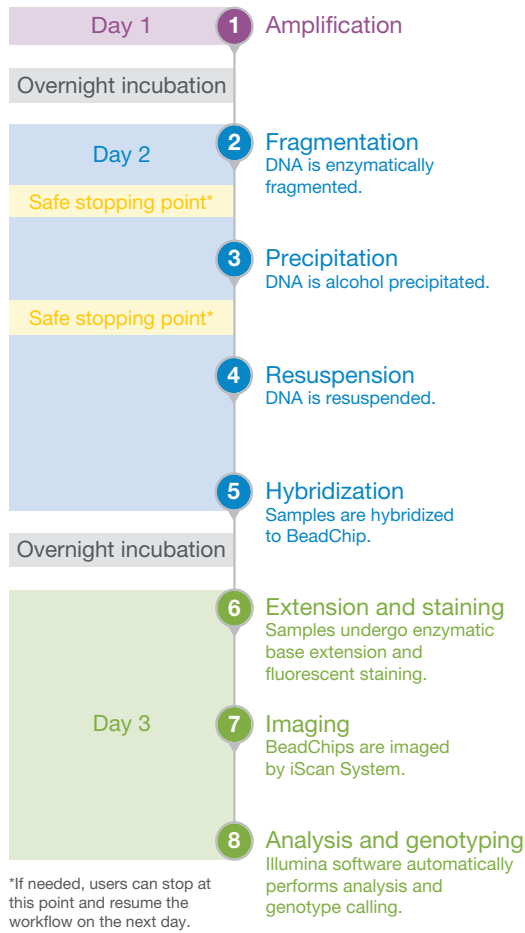 Day 1
1
Amplification
Overnight incubation
Day 2
2
Fragmentation
DNA is enzymatically
fragmented.
Safe stopping point*
3
Precipitation
DNA is alcohol precipitated.
Safe stopping point*
4
Resuspension
DNA is resuspended.
5
Hybridization
Samples are hybridized
to BeadChip.
Overnight incubation
6
Extension and staining
Samples undergo enzymatic
base extension and
fluorescent staining.
Day 3
7
Imaging
BeadChips are imaged
by iScan System.
8
Analysis and genotyping
Illumina software automatically
performs analysis and
genotype calling.
*If needed, users can stop at
this point and resume the
workflow on the next day.